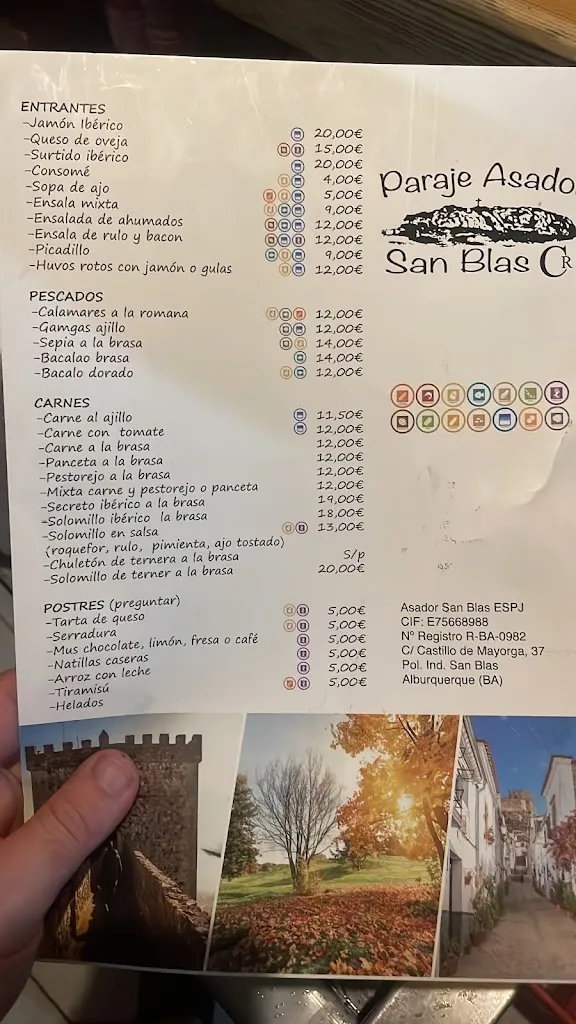 ENTRANTES
-Jamón Ibérico 20,00€
-Queso de oveja 15,00€
-Surtido ibérico 20,00€
-Consomé 4,00€
-Sopa de ajo 5,00€
-Ensala mixta 9,00€
-Ensalada de ahumados 12,00€
-Ensala de rulo y bacon 12,00€
-Picadillo 9,00€
-Huvos rotos con jamón o gulas 12,00€
Paraje Asado
San Blas CR
PESCADOS
-Calamares a la romana 12,00€
-Gamgas ajillo 12,00€
-Sepia a la brasa 14,00€
-Bacalao brasa 14,00€
-Bacalo dorado 12,00€
CARNES
-Carne al ajillo 11,50€
-Carne con tomate 12,00€
-Carne a la brasa 12,00€
-Panceta a la brasa 12,00€
-Pestorejo a la brasa 12,00€
-Mixta carne y pestorejo o panceta 12,00€
-Secreto ibérico a la brasa 19,00€
-Solomillo ibérico la brasa 18,00€
-Solomillo en salsa 13,00€
(roquefor, rulo, pimienta, ajo tostado)
-Chuletón de ternera a la brasa S/p
-Solomillo de terner a la brasa 20,00€
POSTRES (preguntar)
-Tarta de queso 5,00€
-Serradura 5,00€
-Mus chocolate, limón, fresa o café 5,00€
-Natillas caseras 5,00€
-Arroz con leche 5,00€
-Tiramisú 5,00€
-Helados
Asador San Blas ESPJ
CIF: E75668988
Nº Registro R-BA-0982
C/ Castillo de Mayorga, 37
Pol. Ind. San Blas
Alburquerque (BA)